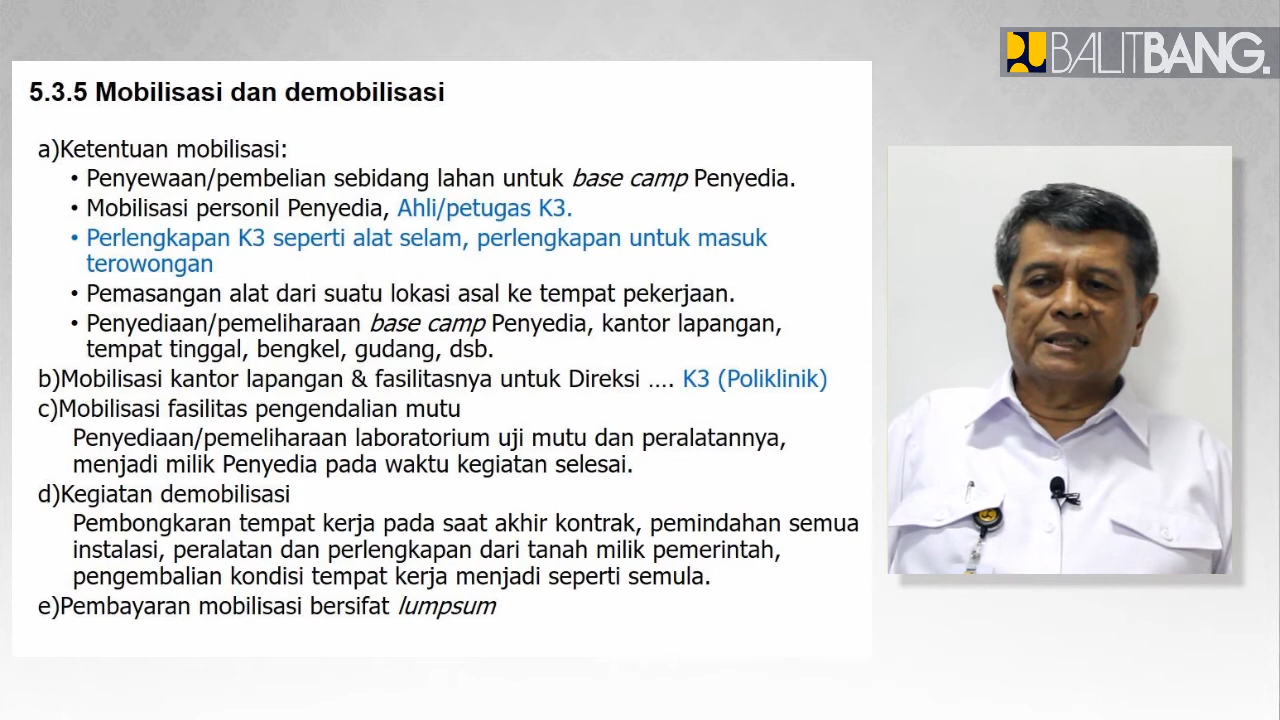 5.3.5 Mobilisasi dan demobilisasi
a)Ketentuan mobilisasi:
• Penyewaan/pembelian sebidang lahan untuk base camp Penyedia.
• Mobilisasi personil Penyedia, Ahli/petugas K3.
• Perlengkapan K3 seperti alat selam, perlengkapan untuk masuk
terowongan
• Pemasangan alat dari suatu lokasi asal ke tempat pekerjaan.
• Penyediaan/pemeliharaan base camp Penyedia, kantor lapangan,
tempat tinggal, bengkel, gudang, dsb.
b)Mobilisasi kantor lapangan & fasilitasnya untuk Direksi .... K3 (Poliklinik)
c)Mobilisasi fasilitas pengendalian mutu
Penyediaan/pemeliharaan laboratorium uji mutu dan peralatannya,
menjadi milik Penyedia pada waktu kegiatan selesai.
d)Kegiatan demobilisasi
Pembongkaran tempat kerja pada saat akhir kontrak, pemindahan semua
instalasi, peralatan dan perlengkapan dari tanah milik pemerintah,
pengembalian kondisi tempat kerja menjadi seperti semula.
e)Pembayaran mobilisasi bersifat lumpsum
PU BALITBANG.